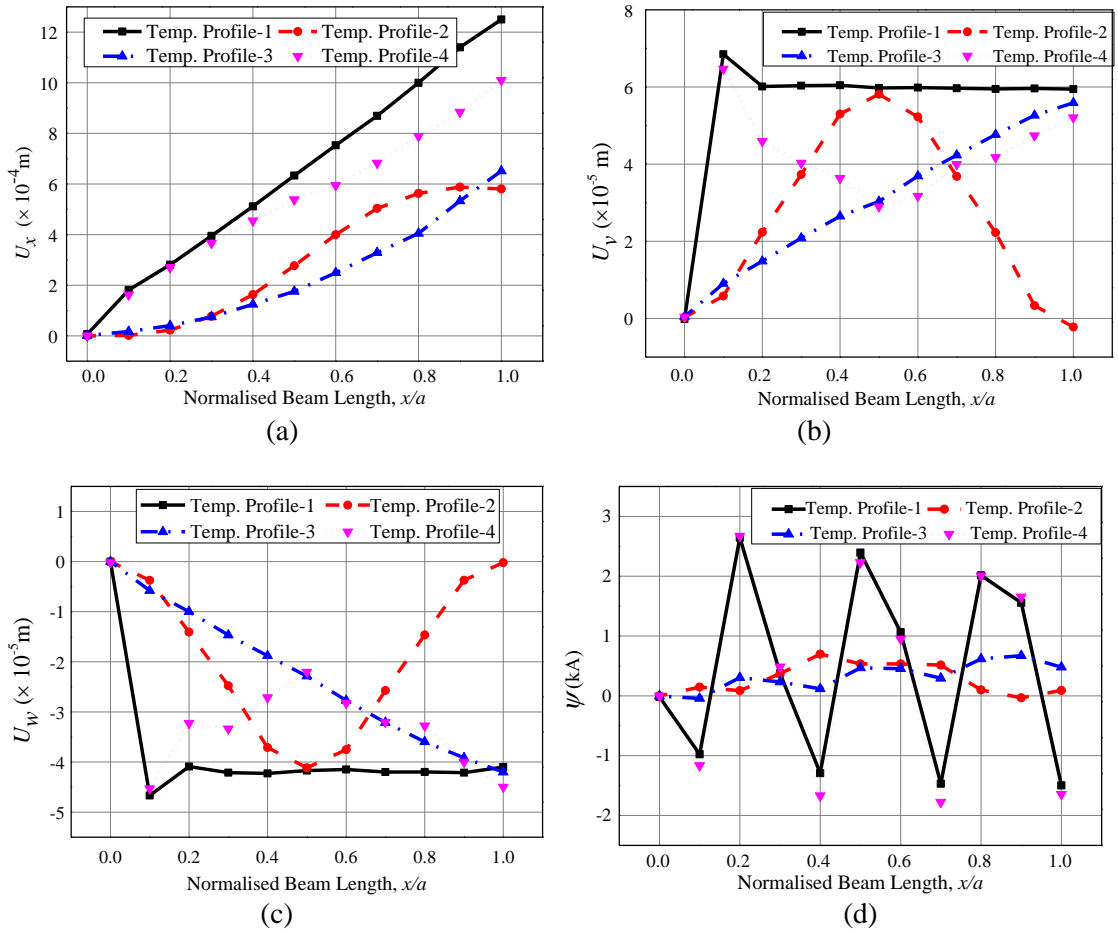 Temp. Profile-1 Temp. Profile-2
Temp. Profile-3 Temp. Profile-4
12
10
8
6
4
2
0
U_x (× 10⁻⁴m)
0.0 0.2 0.4 0.6 0.8 1.0
Normalised Beam Length, x/a
(a)
Temp. Profile-1 Temp. Profile-2
Temp. Profile-3 Temp. Profile-4
8
6
4
2
0
U_v (×10⁻⁵ m)
0.0 0.2 0.4 0.6 0.8 1.0
Normalised Beam Length, x/a
(b)
Temp. Profile-1 Temp. Profile-2
Temp. Profile-3 Temp. Profile-4
1
0
-1
-2
-3
-4
-5
U_w (× 10⁻⁵m)
0.0 0.2 0.4 0.6 0.8 1.0
Normalised Beam Length, x/a
(c)
Temp. Profile-1 Temp. Profile-2
Temp. Profile-3 Temp. Profile-4
3
2
1
0
-1
-2
ψ (kA)
0.0 0.2 0.4 0.6 0.8 1.0
Normalised Beam Length, x/a
(d)